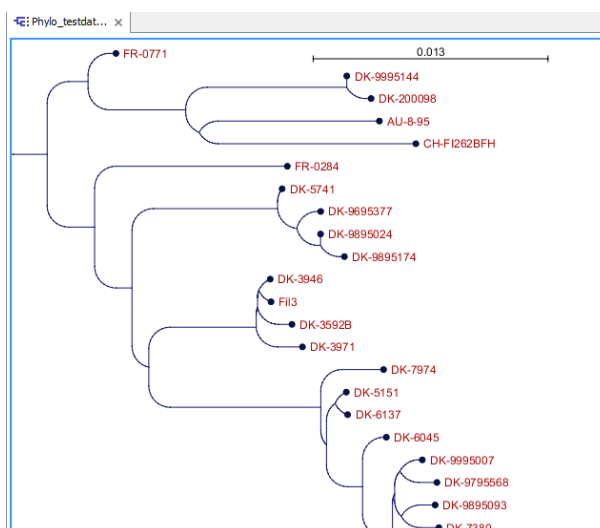 Phylo_testdat...
0.013
FR-0771
DK-9995144
DK-200098
AU-8-95
CH-FI262BFH
FR-0284
DK-5741
DK-9695377
DK-9895024
DK-9895174
DK-3946
Fil3
DK-3592B
DK-3971
DK-7974
DK-5151
DK-6137
DK-6045
DK-9995007
DK-9795568
DK-9895093
DK-7380